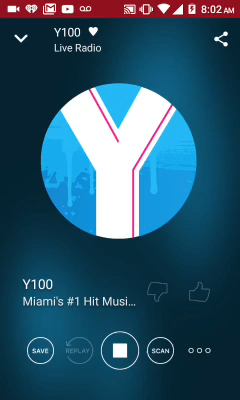 8:02 AM
Y100
Live Radio
Y
Y100
Miami's #1 Hit Musi...
SAVE
REPLAY
SCAN